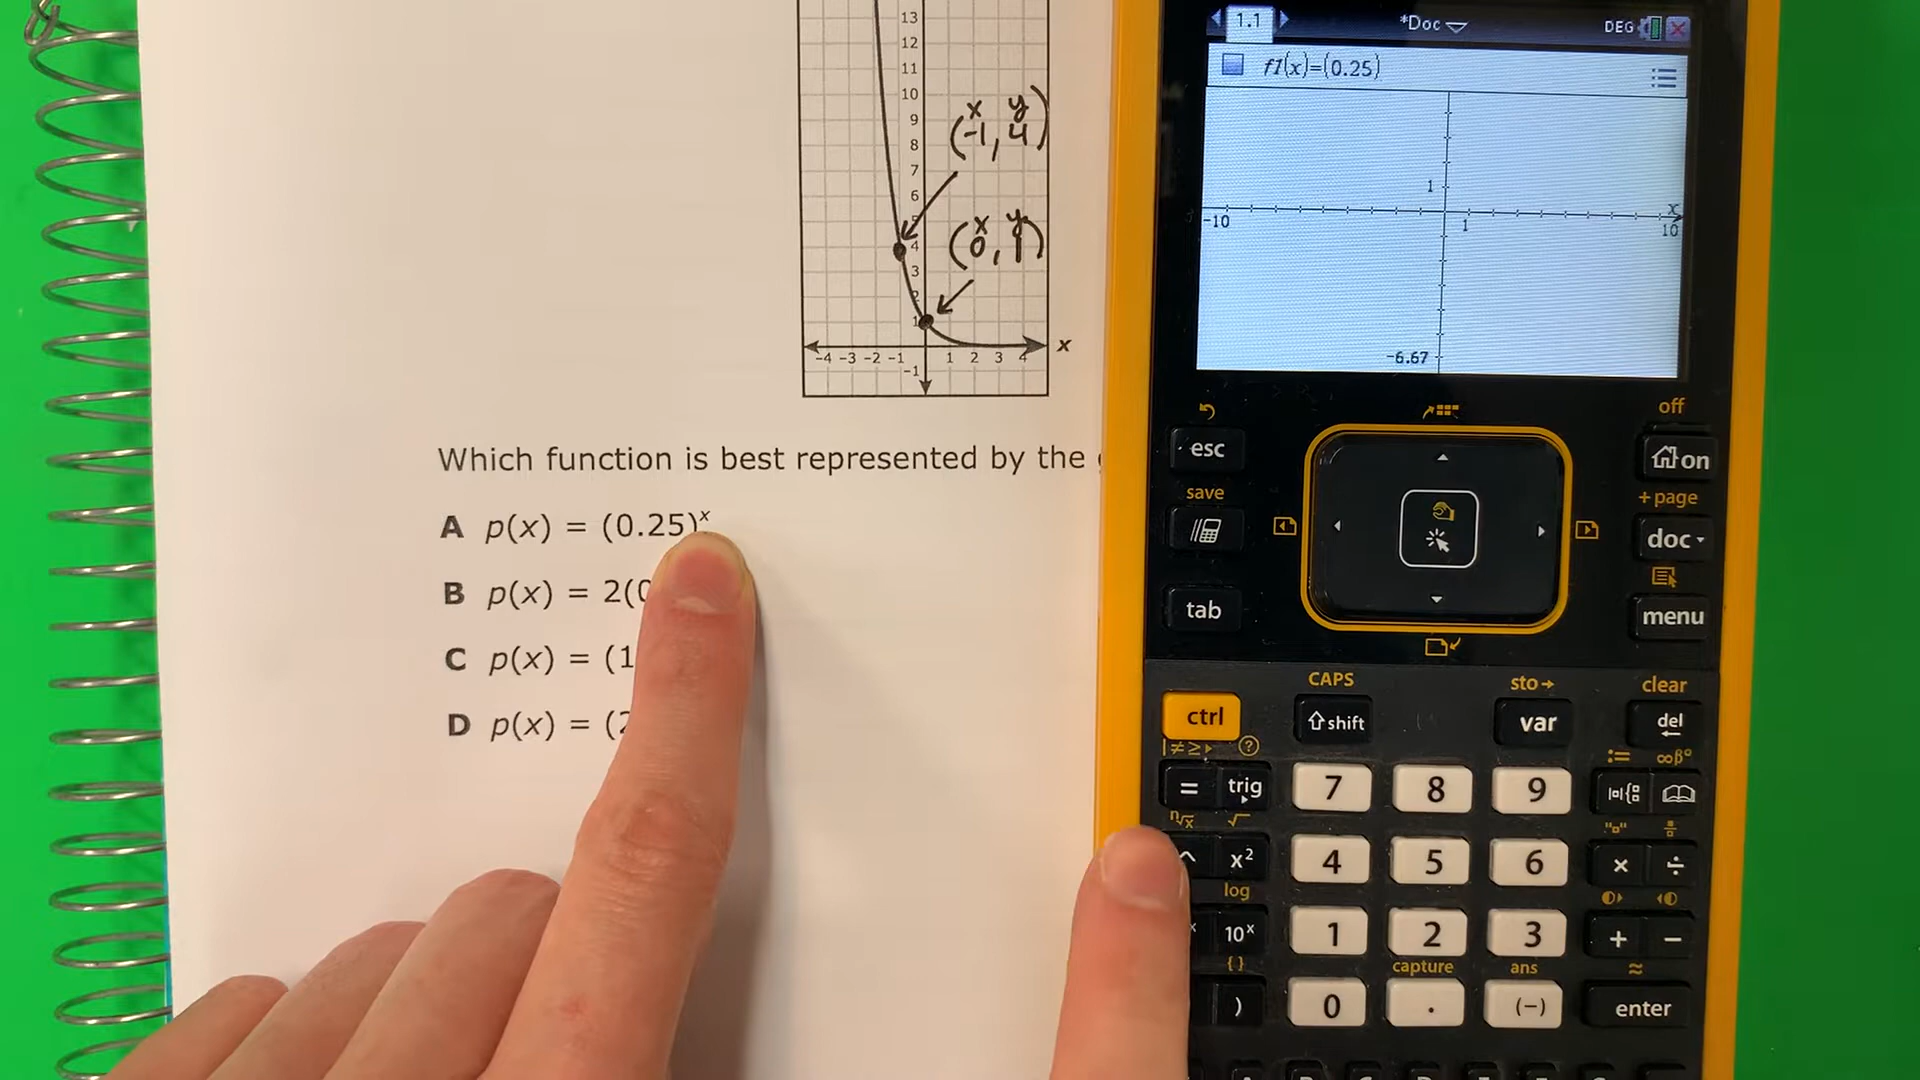 13
12
11
10
9
8
7
6
4
3
2
1
-4 -3 -2 -1 1 2 3 4
-1
x
x y
(-1, 4)
x y
(0, 1)
Which function is best represented by the
A p(x) = (0.25)^x
B p(x) = 2(0
C p(x) = (1
D p(x) = (2
1.1 *Doc DEG
f1(x)=(0.25)
1
-10 1 x
10
-6.67
off
esc on
save + page
doc
tab menu
CAPS sto→ clear
ctrl shift var del
|≠≥▸ ? := ∞β°
= trig 7 8 9
ⁿ√x √ "▫"
^ x² 4 5 6 × ÷
log
10ˣ 1 2 3 + −
{} capture ans ≈
) 0 . (−) enter